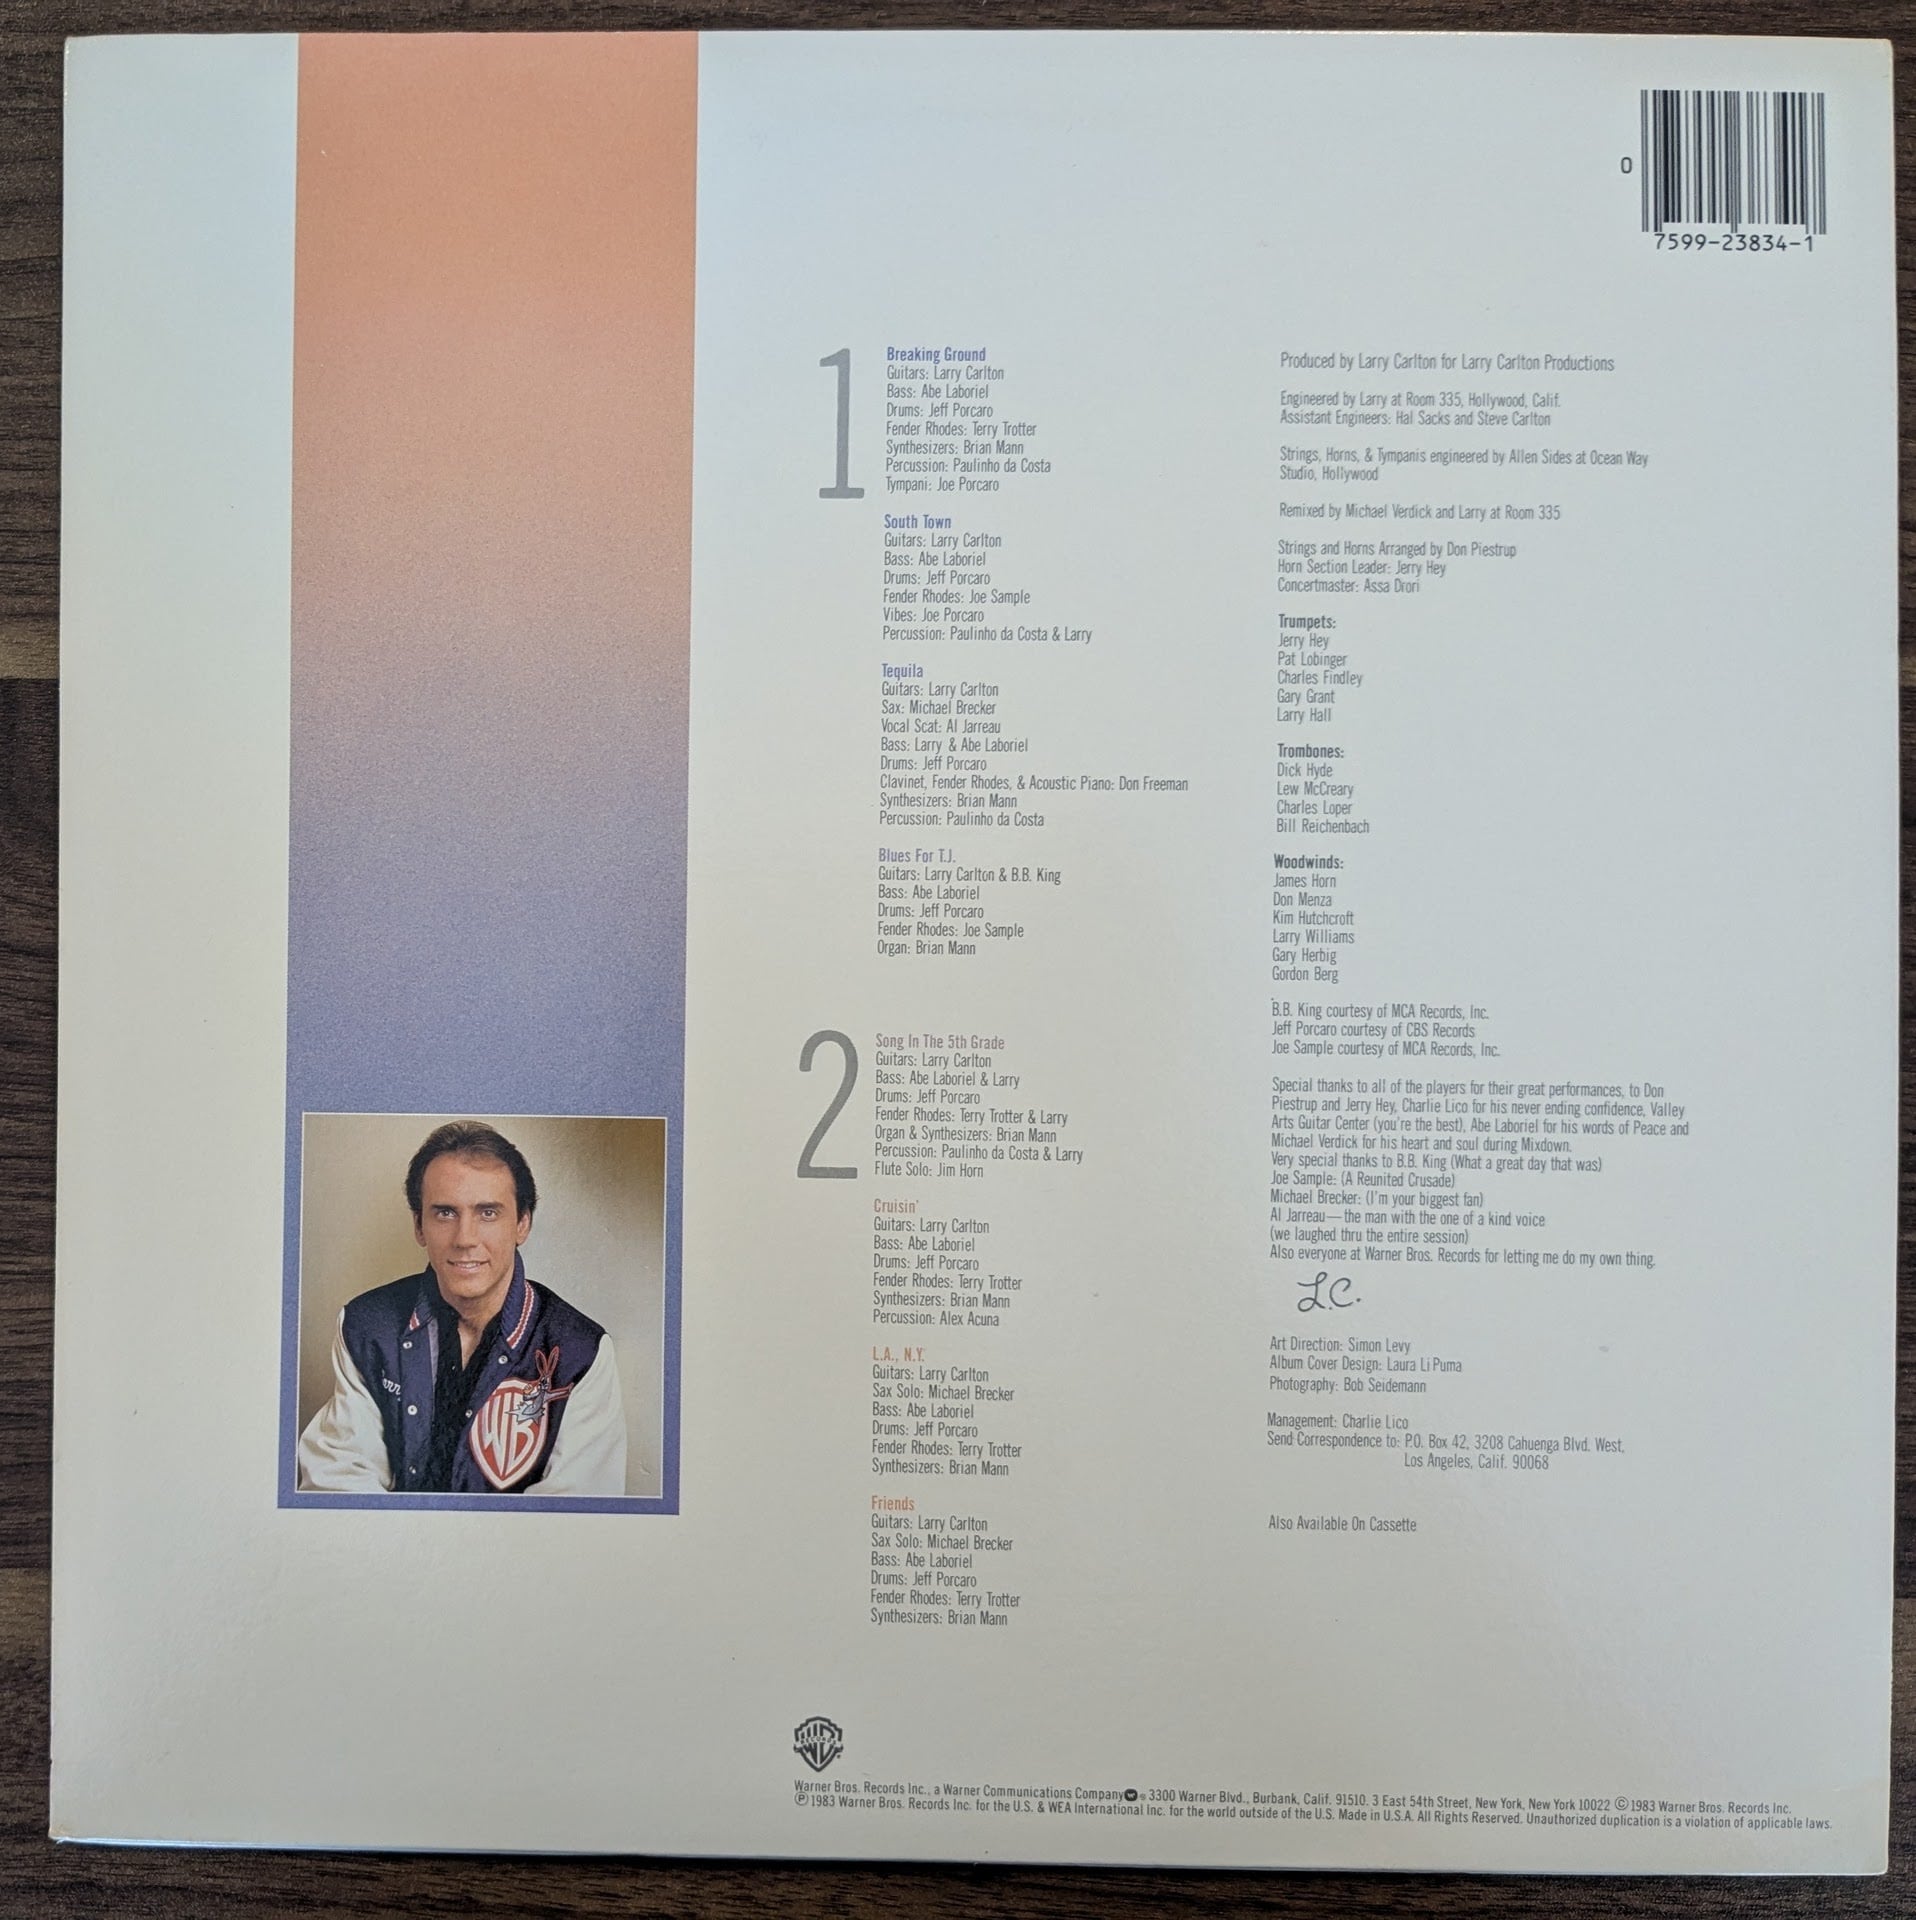 0
7599-23834-1
1
Breaking Ground
Guitars: Larry Carlton
Bass: Abe Laboriel
Drums: Jeff Porcaro
Fender Rhodes: Terry Trotter
Synthesizers: Brian Mann
Percussion: Paulinho da Costa
Tympani: Joe Porcaro
South Town
Guitars: Larry Carlton
Bass: Abe Laboriel
Drums: Jeff Porcaro
Fender Rhodes: Joe Sample
Vibes: Joe Porcaro
Percussion: Paulinho da Costa & Larry
Tequila
Guitars: Larry Carlton
Sax: Michael Brecker
Vocal Scat: Al Jarreau
Bass: Larry & Abe Laboriel
Drums: Jeff Porcaro
Clavinet, Fender Rhodes, & Acoustic Piano: Don Freeman
Synthesizers: Brian Mann
Percussion: Paulinho da Costa
Blues For T.J.
Guitars: Larry Carlton & B.B. King
Bass: Abe Laboriel
Drums: Jeff Porcaro
Fender Rhodes: Joe Sample
Organ: Brian Mann
2
Song In The 5th Grade
Guitars: Larry Carlton
Bass: Abe Laboriel & Larry
Drums: Jeff Porcaro
Fender Rhodes: Terry Trotter & Larry
Organ & Synthesizers: Brian Mann
Percussion: Paulinho da Costa & Larry
Flute Solo: Jim Horn
Cruisin'
Guitars: Larry Carlton
Bass: Abe Laboriel
Drums: Jeff Porcaro
Fender Rhodes: Terry Trotter
Synthesizers: Brian Mann
Percussion: Alex Acuna
L.A., N.Y.
Guitars: Larry Carlton
Sax Solo: Michael Brecker
Bass: Abe Laboriel
Drums: Jeff Porcaro
Fender Rhodes: Terry Trotter
Synthesizers: Brian Mann
Friends
Guitars: Larry Carlton
Sax Solo: Michael Brecker
Bass: Abe Laboriel
Drums: Jeff Porcaro
Fender Rhodes: Terry Trotter
Synthesizers: Brian Mann
Produced by Larry Carlton for Larry Carlton Productions
Engineered by Larry at Room 335, Hollywood, Calif.
Assistant Engineers: Hal Sacks and Steve Carlton
Strings, Horns, & Tympanis engineered by Allen Sides at Ocean Way
Studio, Hollywood
Remixed by Michael Verdick and Larry at Room 335
Strings and Horns Arranged by Don Piestrup
Horn Section Leader: Jerry Hey
Concertmaster: Assa Drori
Trumpets:
Jerry Hey
Pat Lobinger
Charles Findley
Gary Grant
Larry Hall
Trombones:
Dick Hyde
Lew McCreary
Charles Loper
Bill Reichenbach
Woodwinds:
James Horn
Don Menza
Kim Hutchcroft
Larry Williams
Gary Herbig
Gordon Berg
B.B. King courtesy of MCA Records, Inc.
Jeff Porcaro courtesy of CBS Records
Joe Sample courtesy of MCA Records, Inc.
Special thanks to all of the players for their great performances, to Don
Piestrup and Jerry Hey, Charlie Lico for his never ending confidence, Valley
Arts Guitar Center (you're the best), Abe Laboriel for his words of Peace and
Michael Verdick for his heart and soul during Mixdown.
Very special thanks to B.B. King (What a great day that was)
Joe Sample: (A Reunited Crusade)
Michael Brecker: (I'm your biggest fan)
Al Jarreau—the man with the one of a kind voice
(we laughed thru the entire session)
Also everyone at Warner Bros. Records for letting me do my own thing.
L.C.
Art Direction: Simon Levy
Album Cover Design: Laura Li Puma
Photography: Bob Seidemann
Management: Charlie Lico
Send Correspondence to: P.O. Box 42, 3208 Cahuenga Blvd. West,
Los Angeles, Calif. 90068
Also Available On Cassette
WB
WB
RECORDS
Warner Bros. Records Inc., a Warner Communications Company 3300 Warner Blvd., Burbank, Calif. 91510. 3 East 54th Street, New York, New York 10022 ©1983 Warner Bros. Records Inc.
℗1983 Warner Bros. Records Inc. for the U.S. & WEA International Inc. for the world outside of the U.S. Made in U.S.A. All Rights Reserved. Unauthorized duplication is a violation of applicable laws.